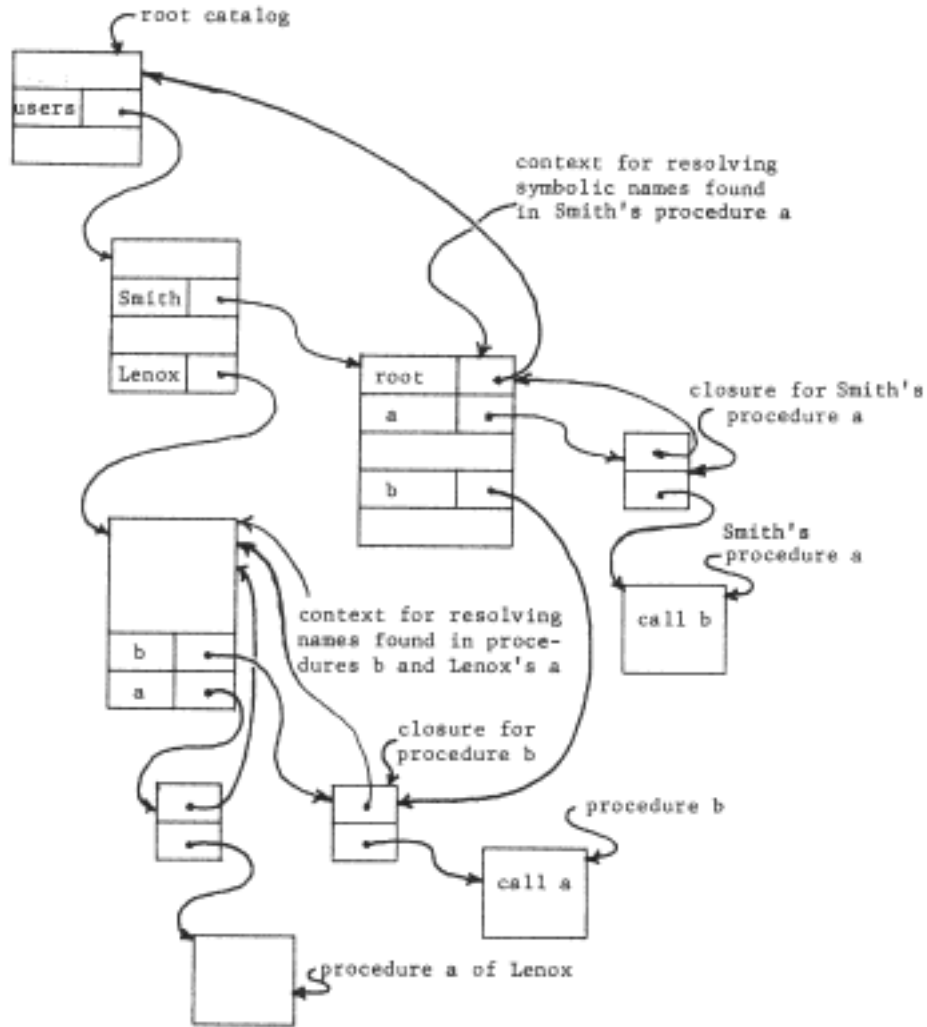 root catalog
users
context for resolving
symbolic names found
in Smith's procedure a
Smith
Lenox
root
a
b
closure for Smith's
procedure a
Smith's
procedure a
call b
context for resolving
names found in proce-
dures b and Lenox's a
b
a
closure for
procedure b
procedure b
call a
procedure a of Lenox